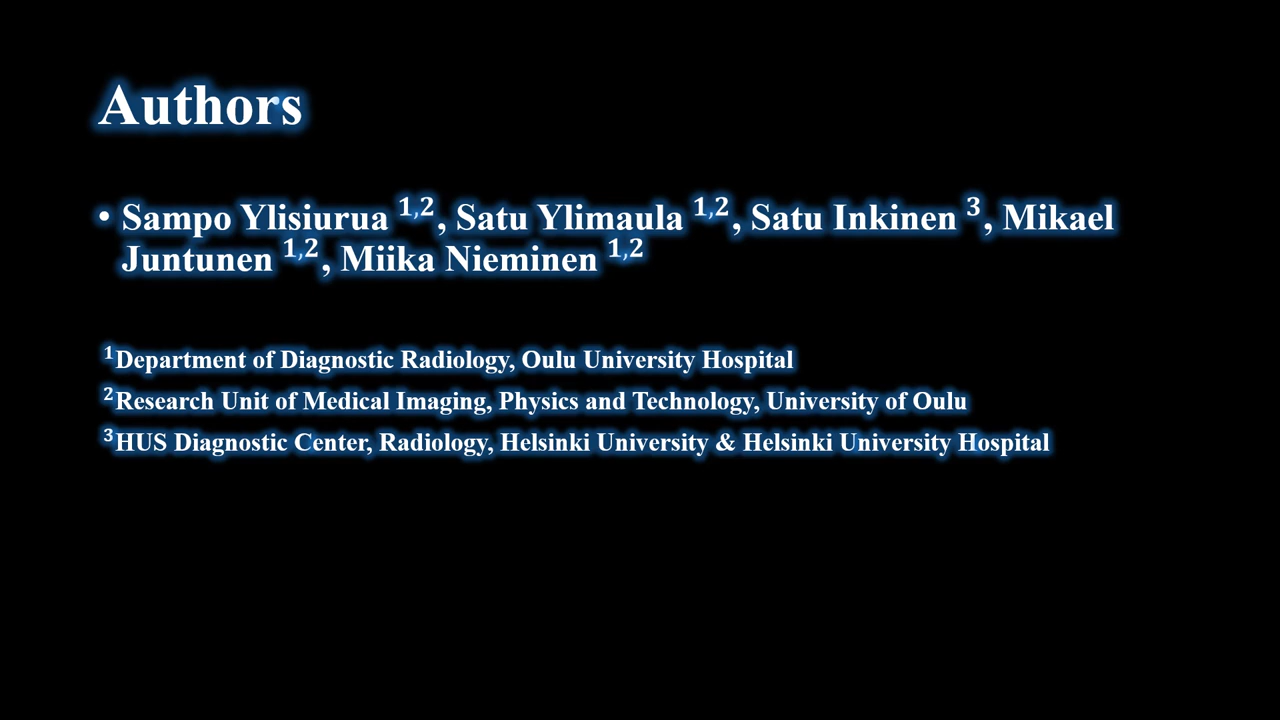 Authors
• Sampo Ylisiurua 1,2, Satu Ylimaula 1,2, Satu Inkinen 3, Mikael
Juntunen 1,2, Miika Nieminen 1,2
1Department of Diagnostic Radiology, Oulu University Hospital
2Research Unit of Medical Imaging, Physics and Technology, University of Oulu
3HUS Diagnostic Center, Radiology, Helsinki University & Helsinki University Hospital